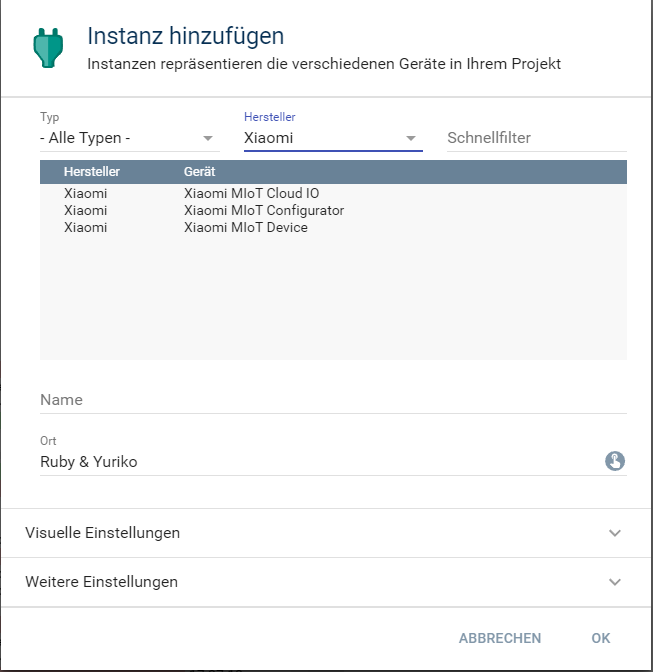 Instanz hinzufügen
Instanzen repräsentieren die verschiedenen Geräte in Ihrem Projekt
Typ Hersteller
- Alle Typen - Xiaomi Schnellfilter
Hersteller Gerät
Xiaomi Xiaomi MIoT Cloud IO
Xiaomi Xiaomi MIoT Configurator
Xiaomi Xiaomi MIoT Device
Name
Ort
Ruby & Yuriko
Visuelle Einstellungen
Weitere Einstellungen
ABBRECHEN OK